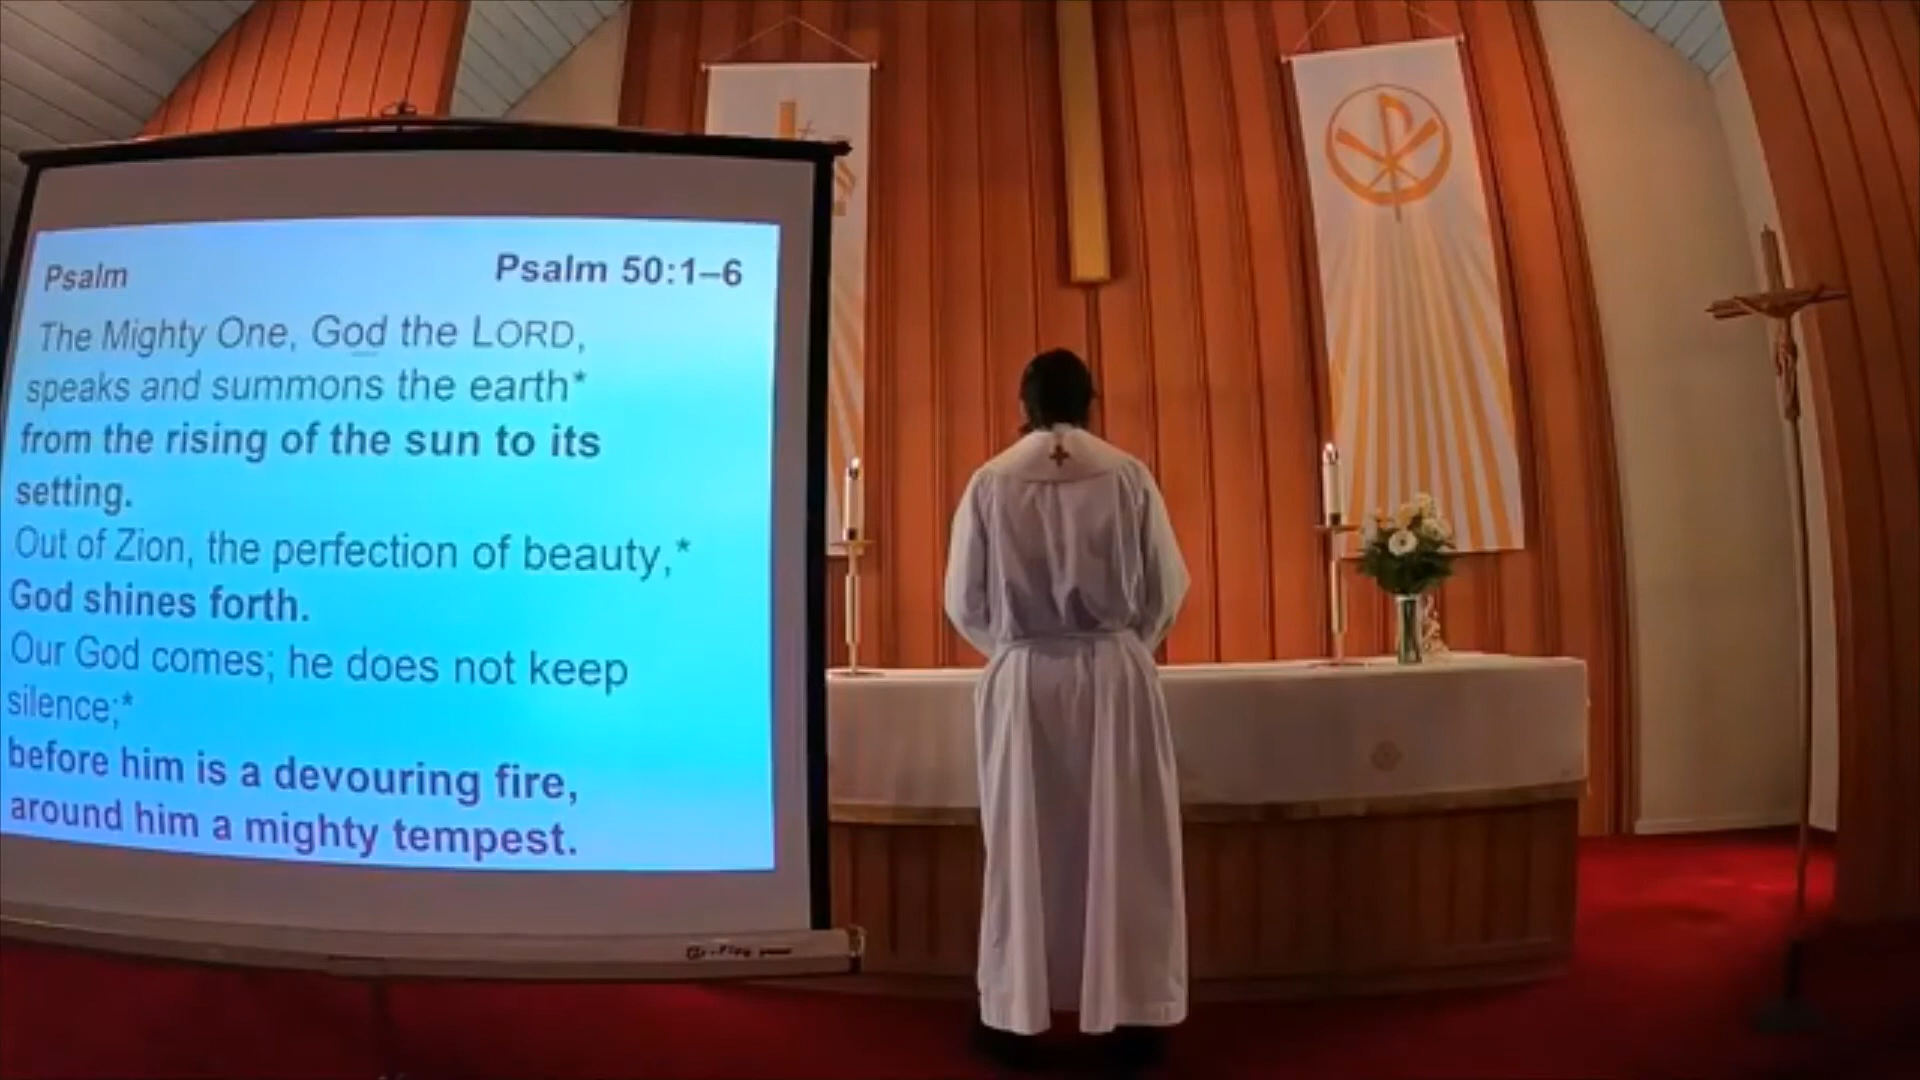 Psalm Psalm 50:1–6
The Mighty One, God the LORD,
speaks and summons the earth*
from the rising of the sun to its
setting.
Out of Zion, the perfection of beauty,*
God shines forth.
Our God comes; he does not keep
silence;*
before him is a devouring fire,
around him a mighty tempest.